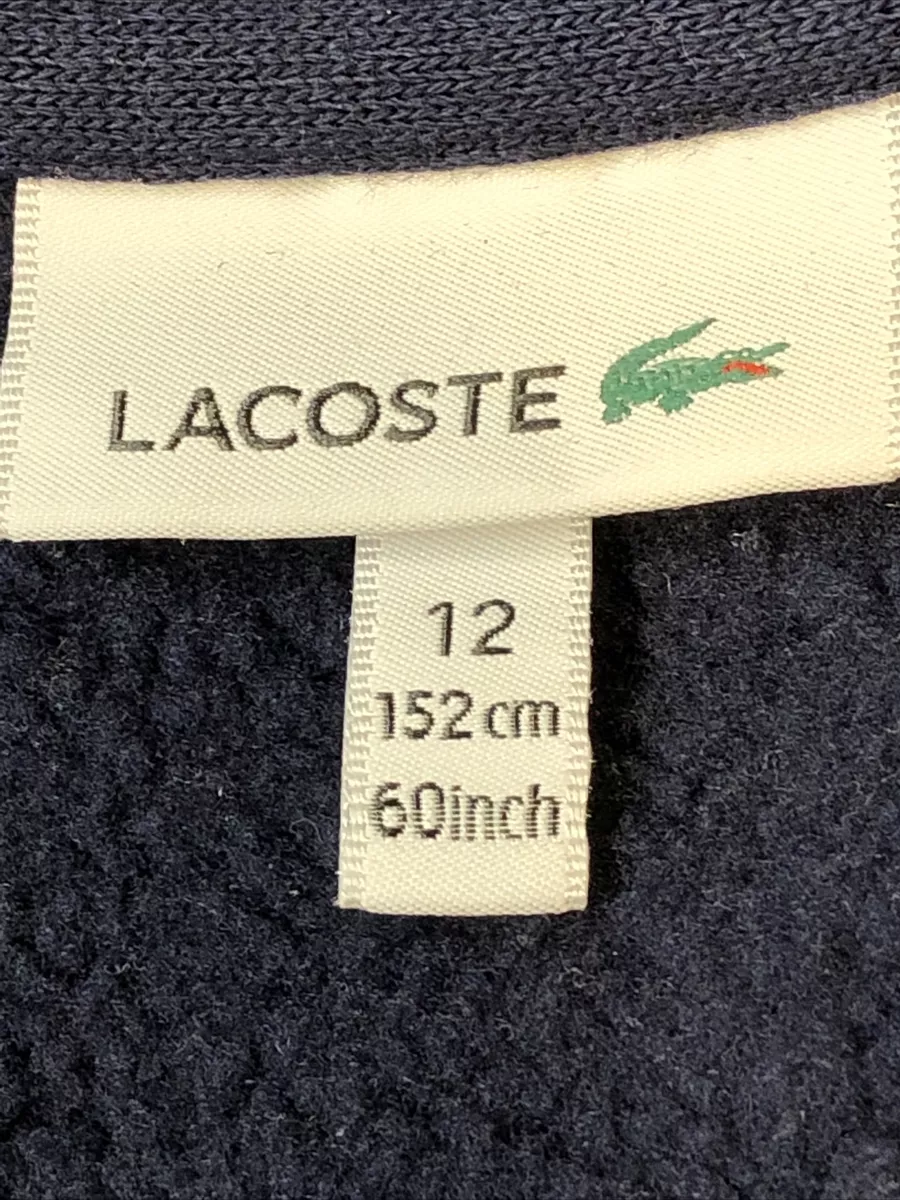 LACOSTE
12
152cm
60inch